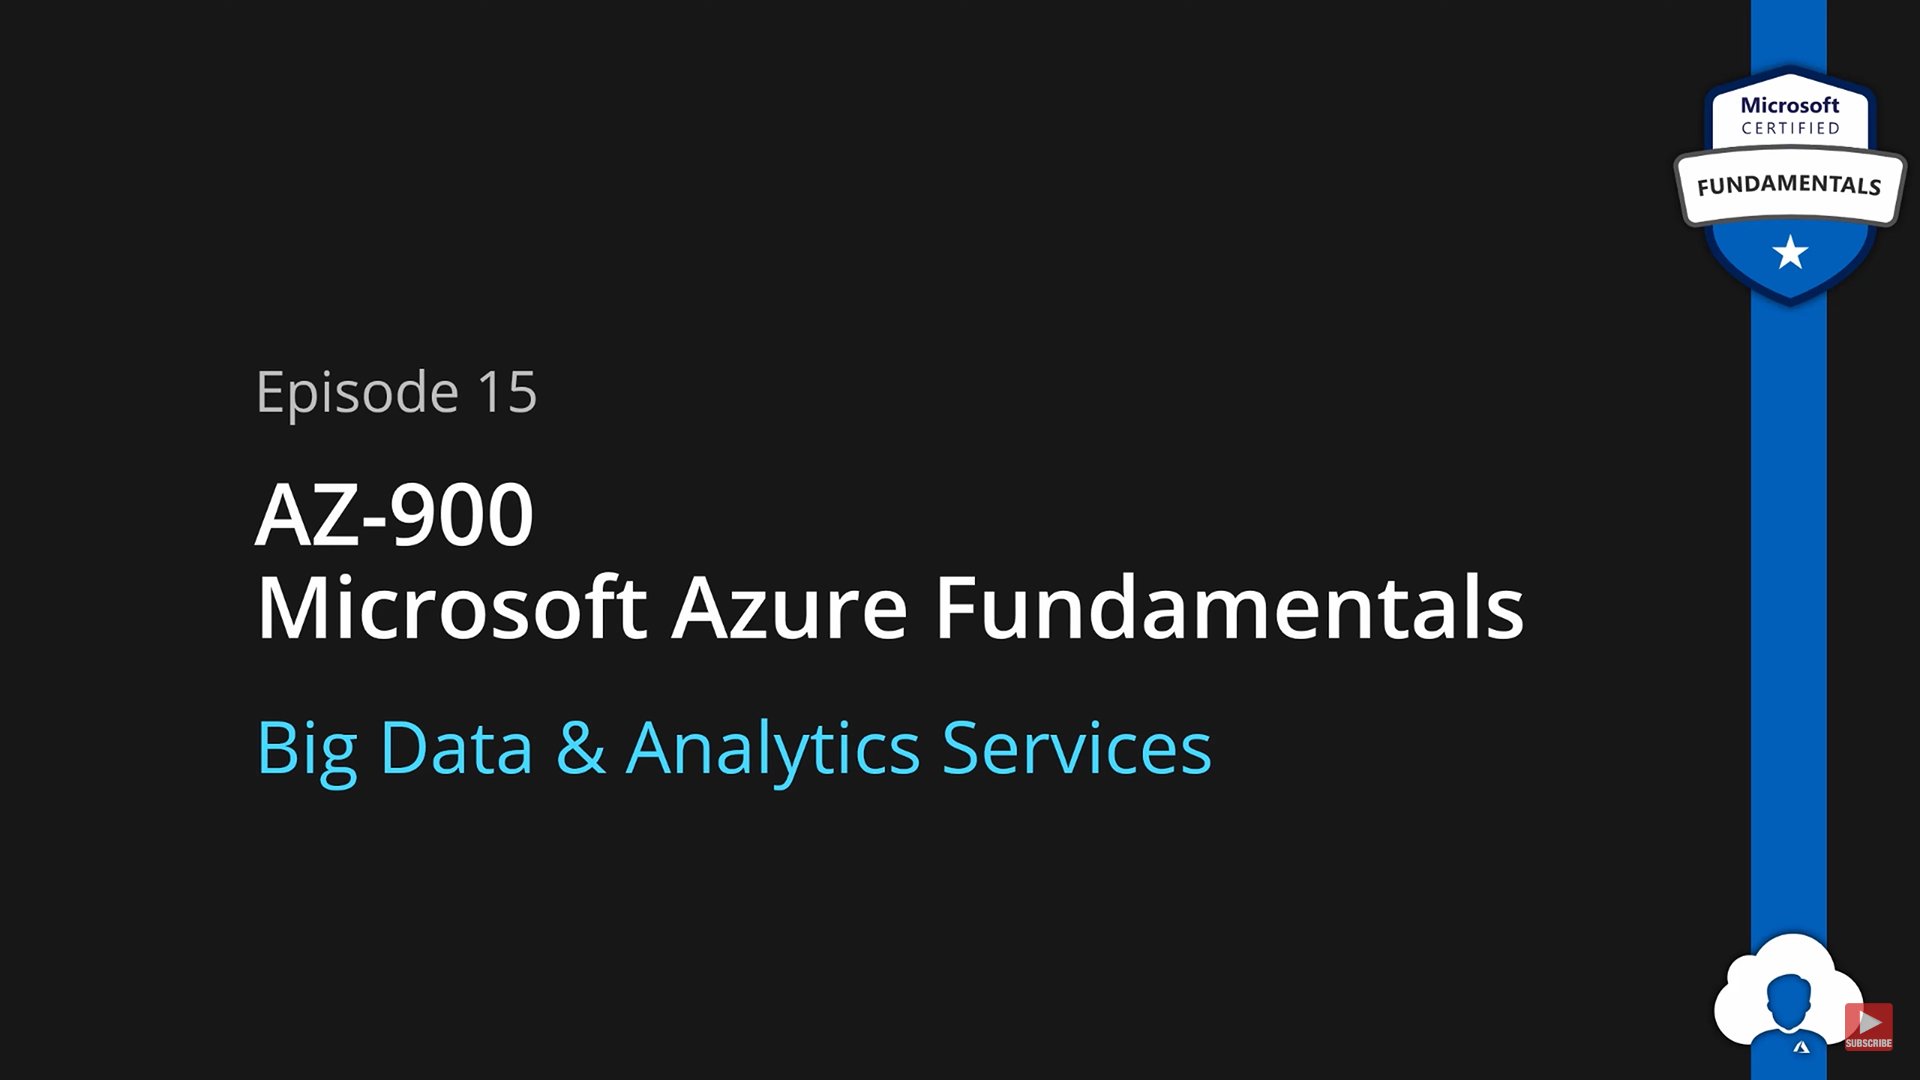 Microsoft
CERTIFIED
FUNDAMENTALS
Episode 15
AZ-900
Microsoft Azure Fundamentals
Big Data & Analytics Services
SUBSCRIBE